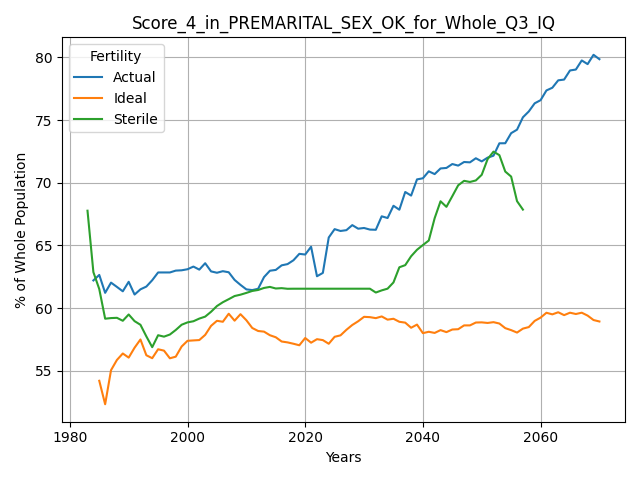 Score_4_in_PREMARITAL_SEX_OK_for_Whole_Q3_IQ
Fertility
Actual
Ideal
Sterile
% of Whole Population
80
75
70
65
60
55
1980
2000
2020
2040
2060
Years